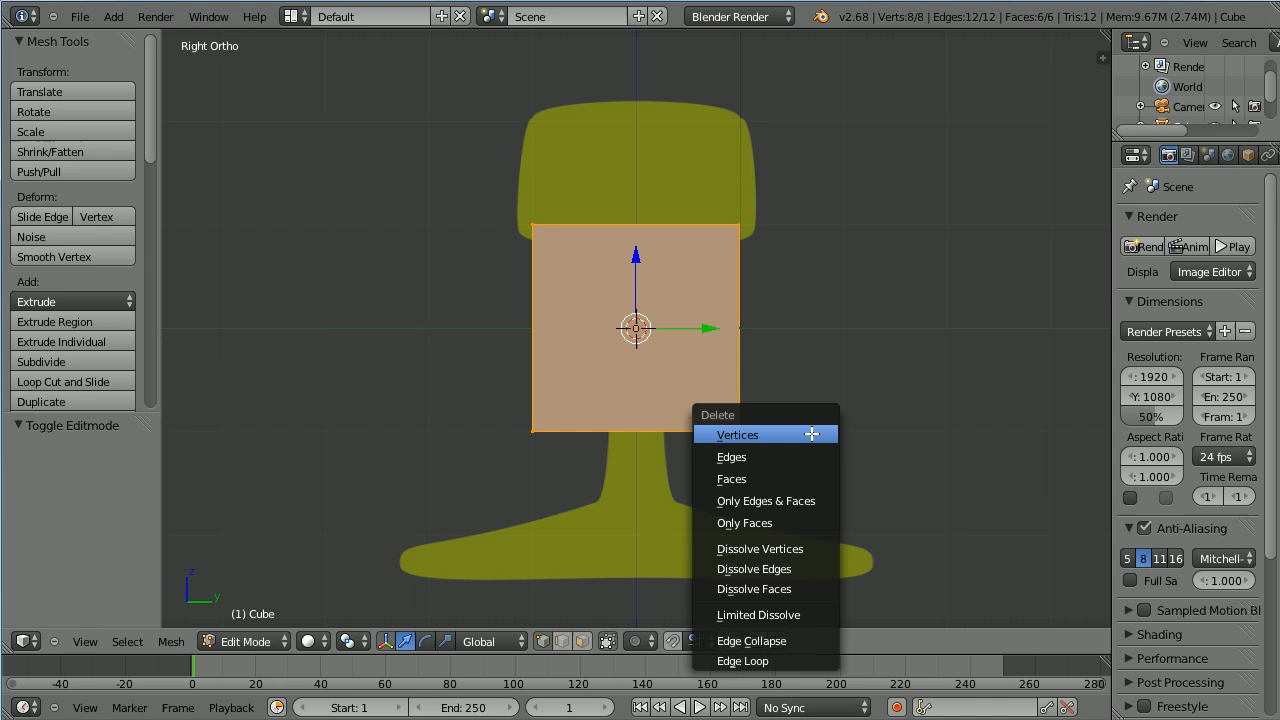 File Add Render Window Help Default Scene Blender Render v2.68 | Verts:8/8 | Edges:12/12 | Faces:6/6 | Tris:12 | Mem:9.67M (2.74M) | Cube
Mesh Tools
Transform:
Translate
Rotate
Scale
Shrink/Fatten
Push/Pull
Deform:
Slide Edge Vertex
Noise
Smooth Vertex
Add:
Extrude
Extrude Region
Extrude Individual
Subdivide
Loop Cut and Slide
Duplicate
Toggle Editmode
Right Ortho
z
y
(1) Cube
Delete
Vertices
Edges
Faces
Only Edges & Faces
Only Faces
Dissolve Vertices
Dissolve Edges
Dissolve Faces
Limited Dissolve
Edge Collapse
Edge Loop
View Select Mesh Edit Mode Global
-40 -20 0 20 40 60 80 100 120 140 160 180 200 220 240 260 280
View Marker Frame Playback Start: 1 End: 250 1 No Sync
View Search
Rende
World
Camer
Scene
Render
Rend Anim Play
Displa Image Editor
Dimensions
Render Presets
Resolution: Frame Ran
: 1920 Start: 1
Y: 1080 En: 250
50% Fram: 1
Aspect Rati Frame Rat
: 1.000 24 fps
: 1.000 Time Rema
1 1
Anti-Aliasing
5 8 11 16 Mitchell-
Full Sa : 1.000
Sampled Motion Bl
Shading
Performance
Post Processing
Freestyle